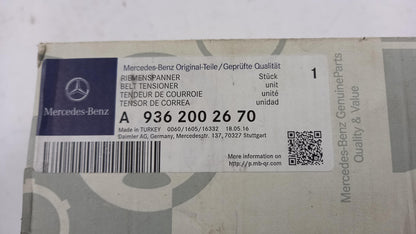 Mercedes-Benz Original-Teile/Geprüfte Qualität
RIEMENSPANNER Stück
BELT TENSIONER unit
TENDEUR DE COURROIE unité
TENSOR DE CORREA unidad
1
Mercedes-Benz
A 936 200 26 70
Made in TURKEY 0060/1605/16332 18.05.16
Daimler AG, Germany, Mercedesstr. 137, 70327 Stuttgart
http://p.mb-qr.com/
Mercedes-Benz GenuineParts
Quality & Value